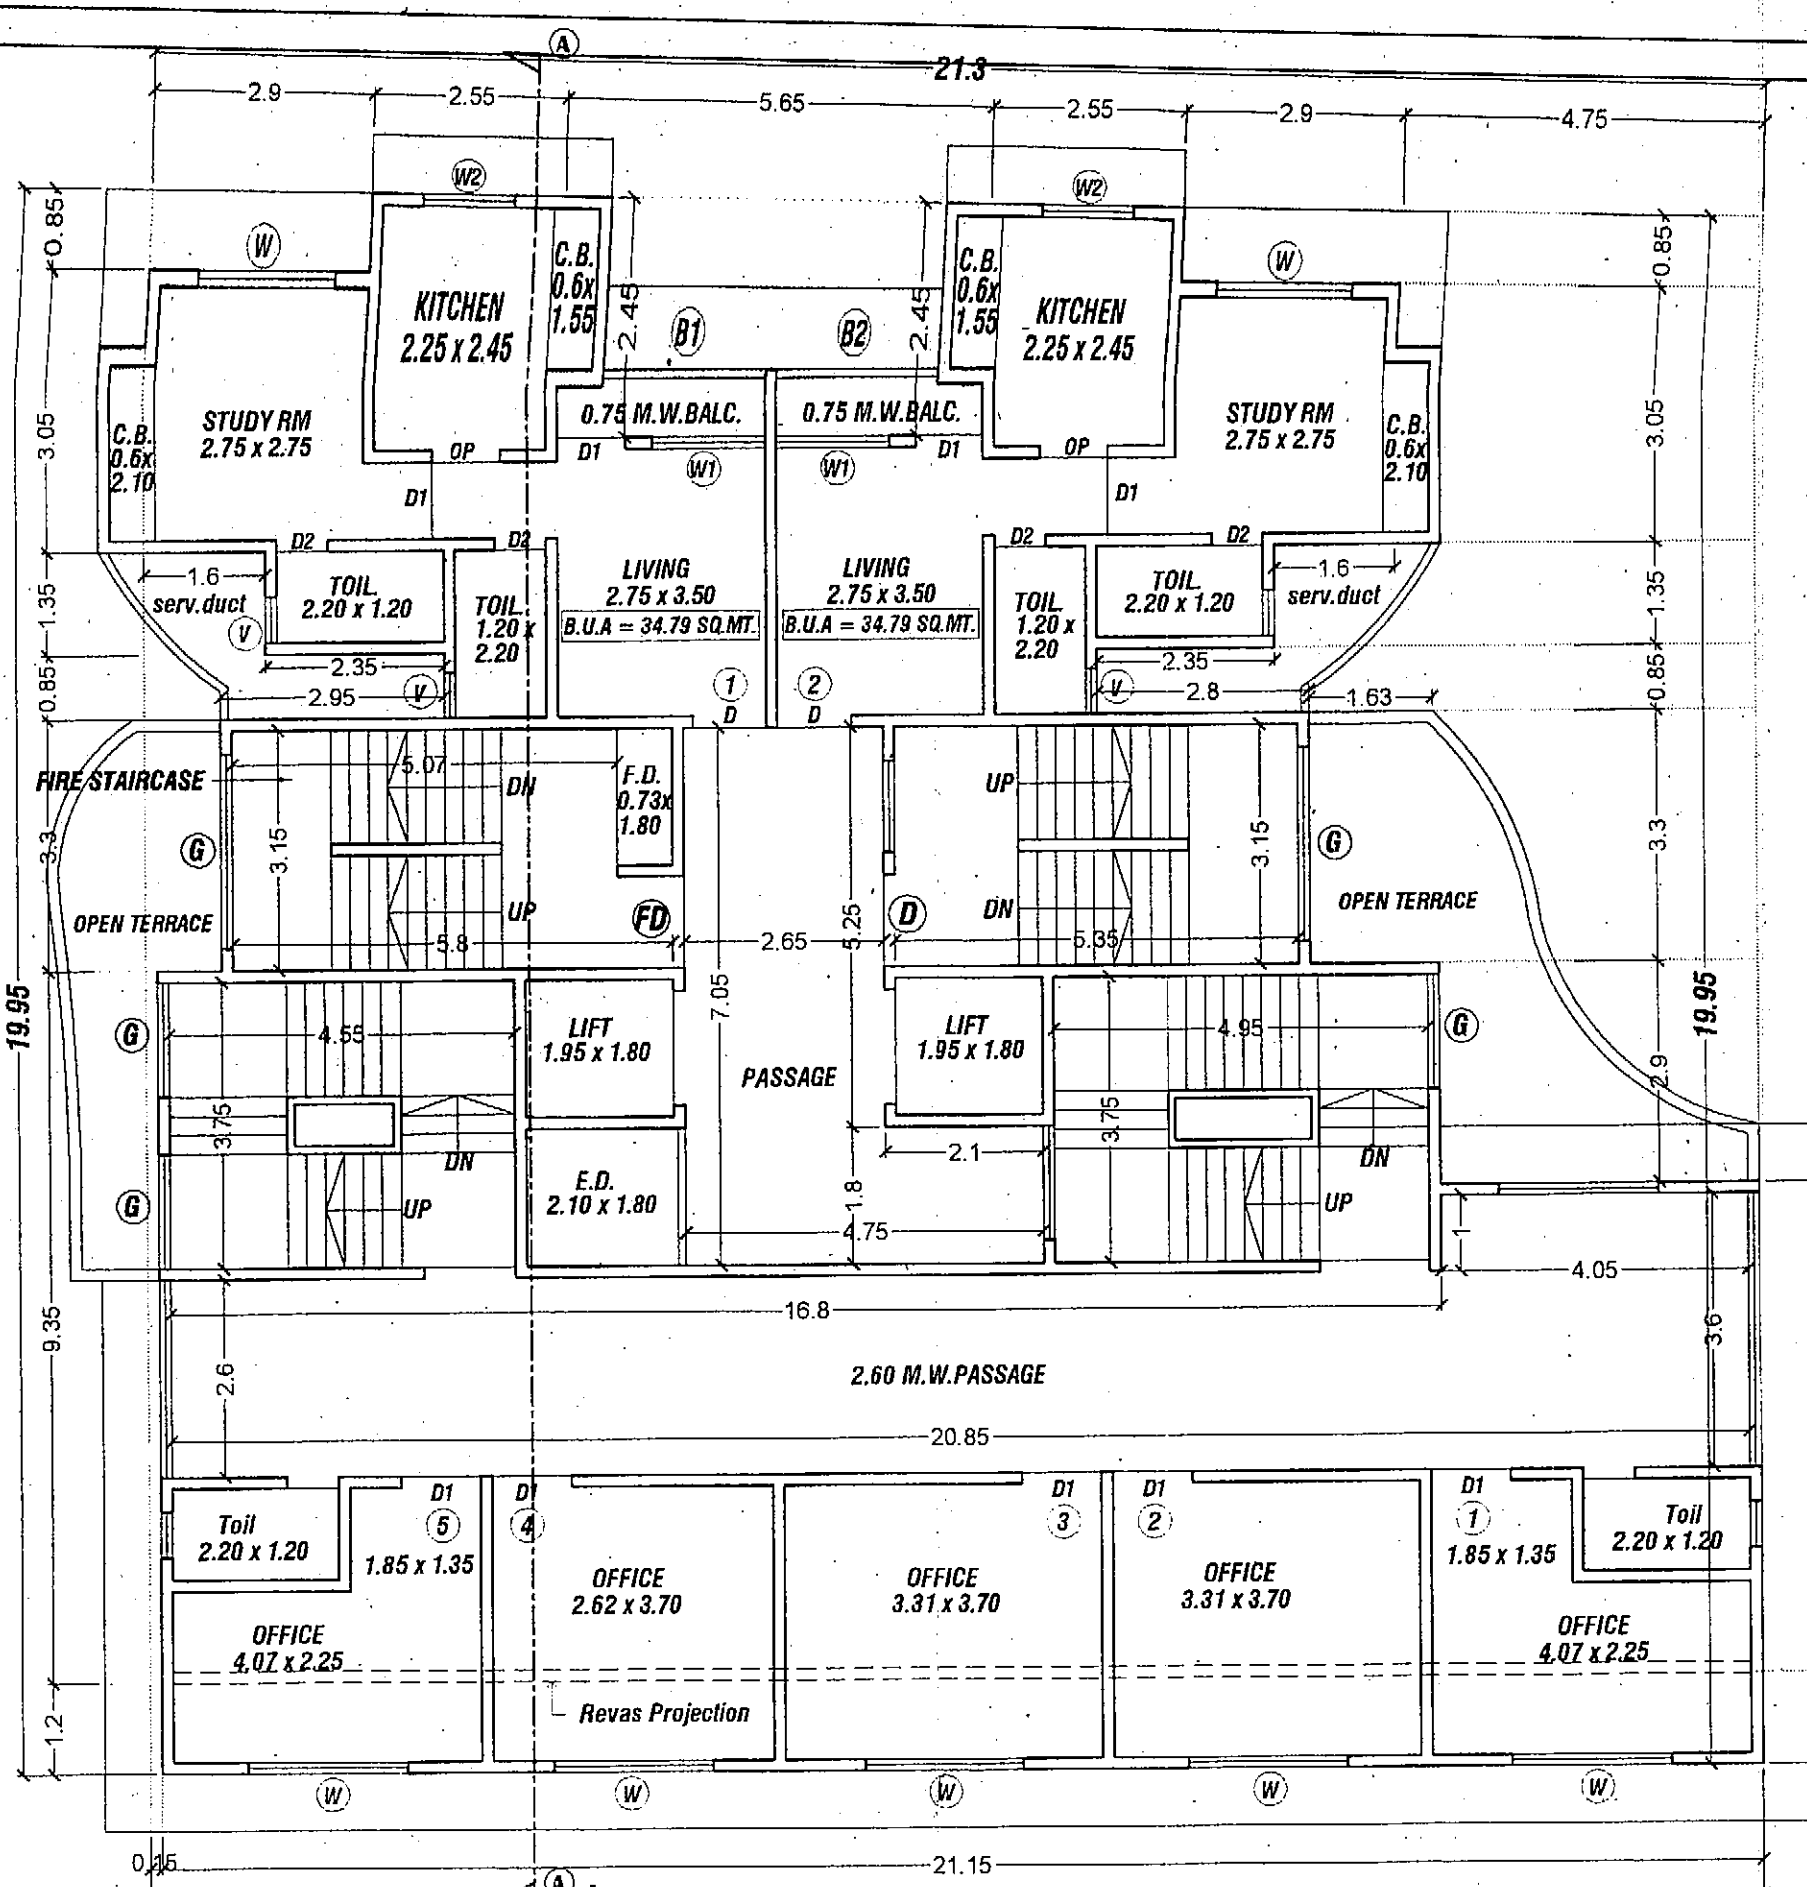 A
21.3
2.9
2.55
5.65
2.55
2.9
4.75
W2
W2
0.85
0.85
W
W
C.B.
0.6x
1.55
C.B.
0.6x
1.55
KITCHEN
2.25 x 2.45
KITCHEN
2.25 x 2.45
2.45
2.45
B1
B2
STUDY RM
2.75 x 2.75
STUDY RM
2.75 x 2.75
0.75 M.W.BALC.
0.75 M.W.BALC.
3.05
3.05
C.B.
0.6x
2.10
C.B.
0.6x
2.10
OP
D1
D1
OP
W1
W1
D1
D1
D2
D2
D2
D2
1.6
serv.duct
1.6
serv.duct
TOIL.
2.20 x 1.20
TOIL.
2.20 x 1.20
TOIL.
1.20 x
2.20
TOIL.
1.20 x
2.20
LIVING
2.75 x 3.50
B.U.A = 34.79 SQ.MT.
LIVING
2.75 x 3.50
B.U.A = 34.79 SQ.MT.
1.35
1.35
V
2.35
2.35
V
V
2.95
2.8
1.63
0.85
0.85
1
D
2
D
FIRE STAIRCASE
5.07
DN
F.D.
0.73x
1.80
UP
3.3
3.3
G
3.15
3.15
G
OPEN TERRACE
OPEN TERRACE
UP
FD
D
DN
5.8
2.65
5.25
5.35
19.95
19.95
7.05
G
4.55
LIFT
1.95 x 1.80
LIFT
1.95 x 1.80
4.95
G
PASSAGE
2.9
3.75
3.75
DN
2.1
DN
G
UP
E.D.
2.10 x 1.80
1.8
UP
4.75
1
4.05
16.8
9.35
3.6
2.6
2.60 M.W.PASSAGE
20.85
D1
5
D1
4
D1
3
D1
2
D1
1
Toil
2.20 x 1.20
Toil
2.20 x 1.20
1.85 x 1.35
1.85 x 1.35
OFFICE
2.62 x 3.70
OFFICE
3.31 x 3.70
OFFICE
3.31 x 3.70
OFFICE
4.07 x 2.25
OFFICE
4.07 x 2.25
Revas Projection
1.2
W
W
W
W
W
0.15
21.15
A